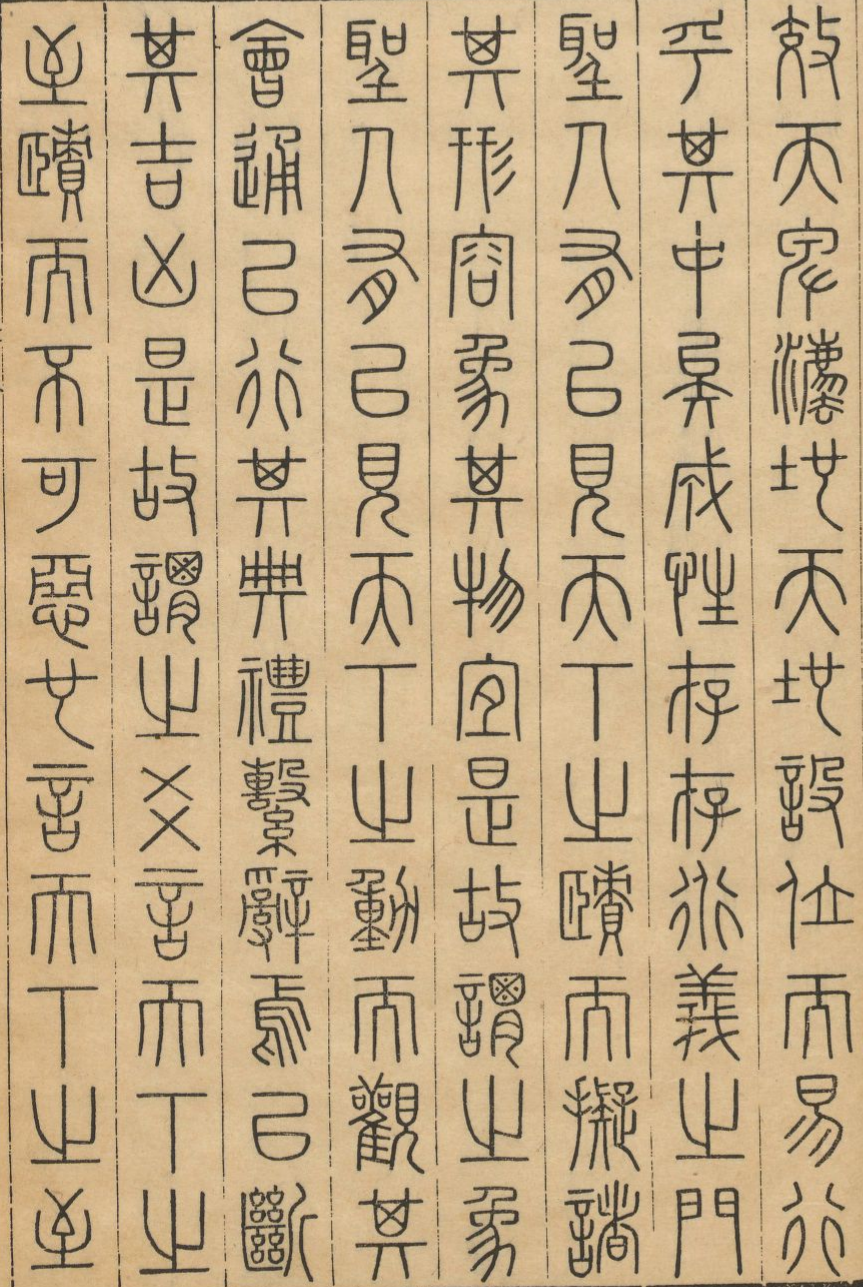 效天卑灋地天地設位而易行
乎其中矣成性存存道義之門
聖人有以見天下之賾而擬諸
其形容象其物宜是故謂之象
聖人有以見天下之動而觀其
會通以行其典禮繫辭焉以斷
其吉凶是故謂之爻言天下之
至賾而不可惡也言天下之至